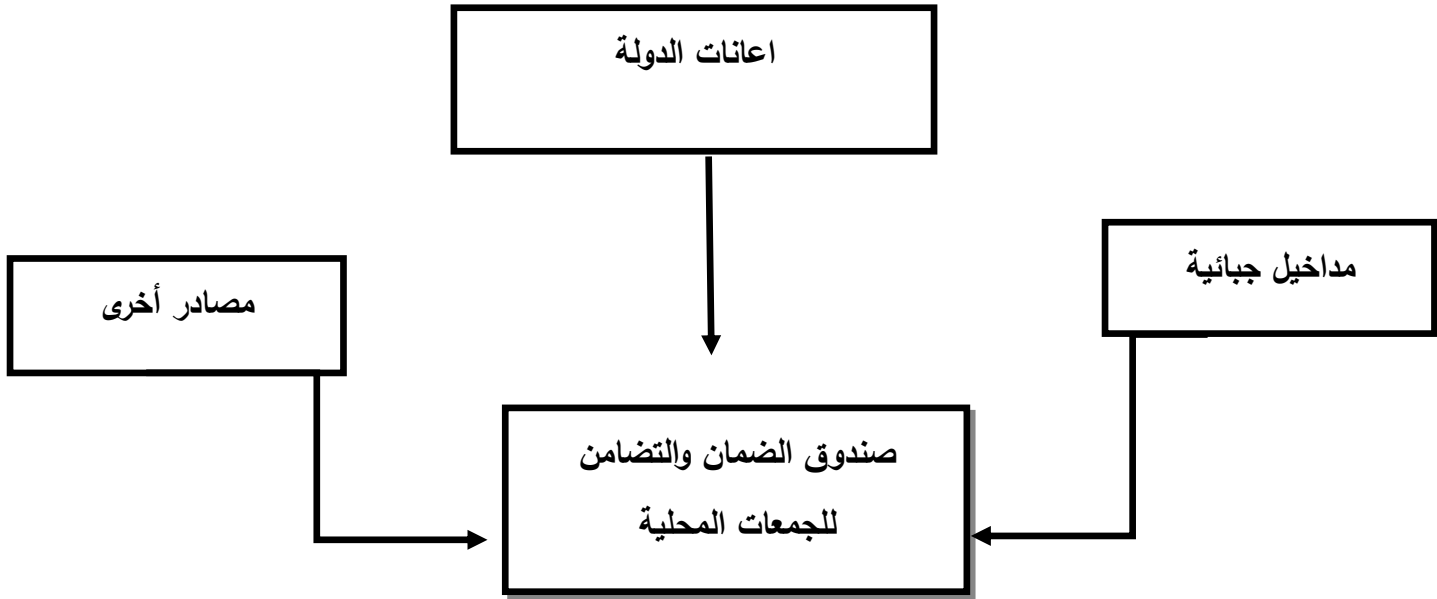 اعانات الدولة
مداخيل جبائية
مصادر أخرى
صندوق الضمان والتضامن
للجمعات المحلية